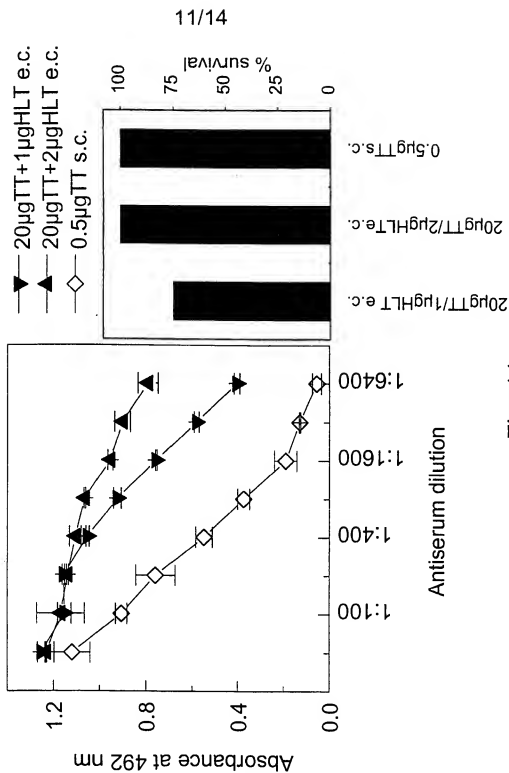 11/14
20µgTT+1µgHLT e.c.
20µgTT+2µgHLT e.c.
0.5µgTT s.c.
100
75
50
25
0
% survival
20µgTT/1µgHLT e.c.
20µgTT/2µgHLTe.c.
0.5µgTTs.c.
1.2
0.8
0.4
0.0
Absorbance at 492 nm
1:100
1:400
1:1600
1:6400
Antiserum dilution